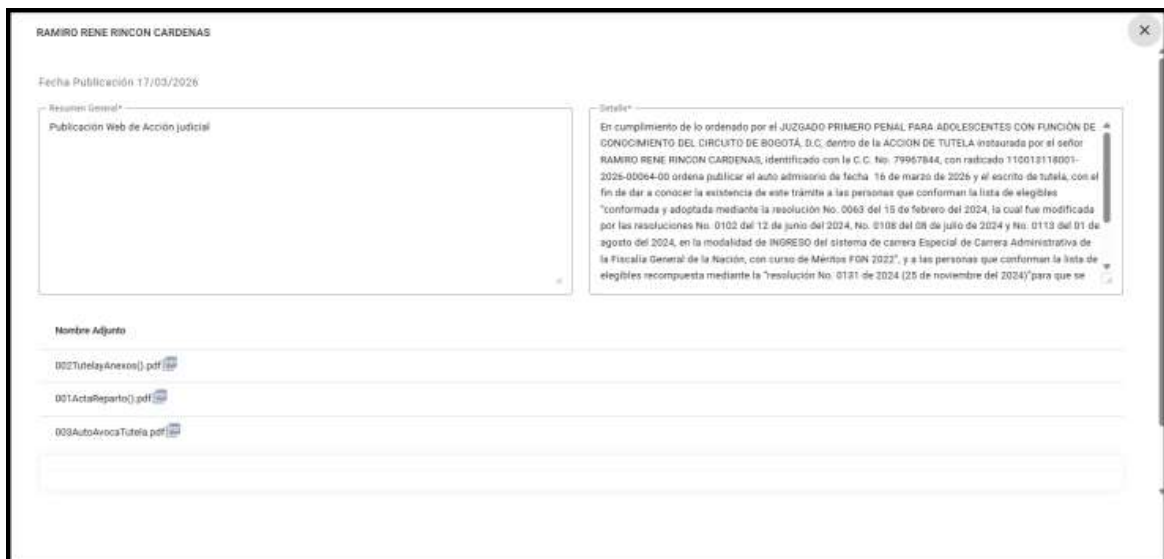 RAMIRO RENE RINCON CARDENAS
Fecha Publicación 17/03/2026
Resumen General*
Publicación Web de Acción judicial
Detalle*
En cumplimiento de lo ordenado por el JUZGADO PRIMERO PENAL PARA ADOLESCENTES CON FUNCIÓN DE
CONOCIMIENTO DEL CIRCUITO DE BOGOTÁ, D.C, dentro de la ACCION DE TUTELA instaurada por el señor
RAMIRO RENE RINCON CARDENAS, identificado con la C.C. No. 79967844, con radicado 110013118001-
2026-00064-00 ordena publicar el auto admisorio de fecha 16 de marzo de 2026 y el escrito de tutela, con el
fin de dar a conocer la existencia de este trámite a las personas que conforman la lista de elegibles
"conformada y adoptada mediante la resolución No. 0063 del 15 de febrero del 2024, la cual fue modificada
por las resoluciones No. 0102 del 12 de junio del 2024, No. 0108 del 08 de julio de 2024 y No. 0113 del 01 de
agosto del 2024, en la modalidad de INGRESO del sistema de carrera Especial de Carrera Administrativa de
la Fiscalía General de la Nación, con curso de Méritos FGN 2022", y a las personas que conforman la lista de
elegibles recompuesta mediante la "resolución No. 0131 de 2024 (25 de noviembre del 2024)"para que se
Nombre Adjunto
002TutelayAnexos().pdf
001ActaReparto().pdf
003AutoAvocaTutela.pdf